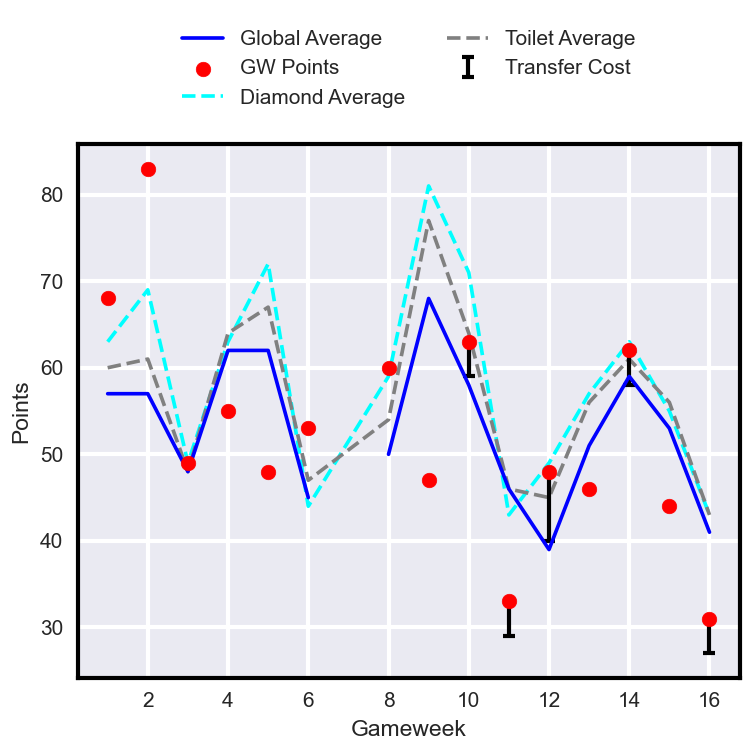 Global Average
GW Points
Diamond Average
Toilet Average
Transfer Cost
Points
80
70
60
50
40
30
2 4 6 8 10 12 14 16
Gameweek